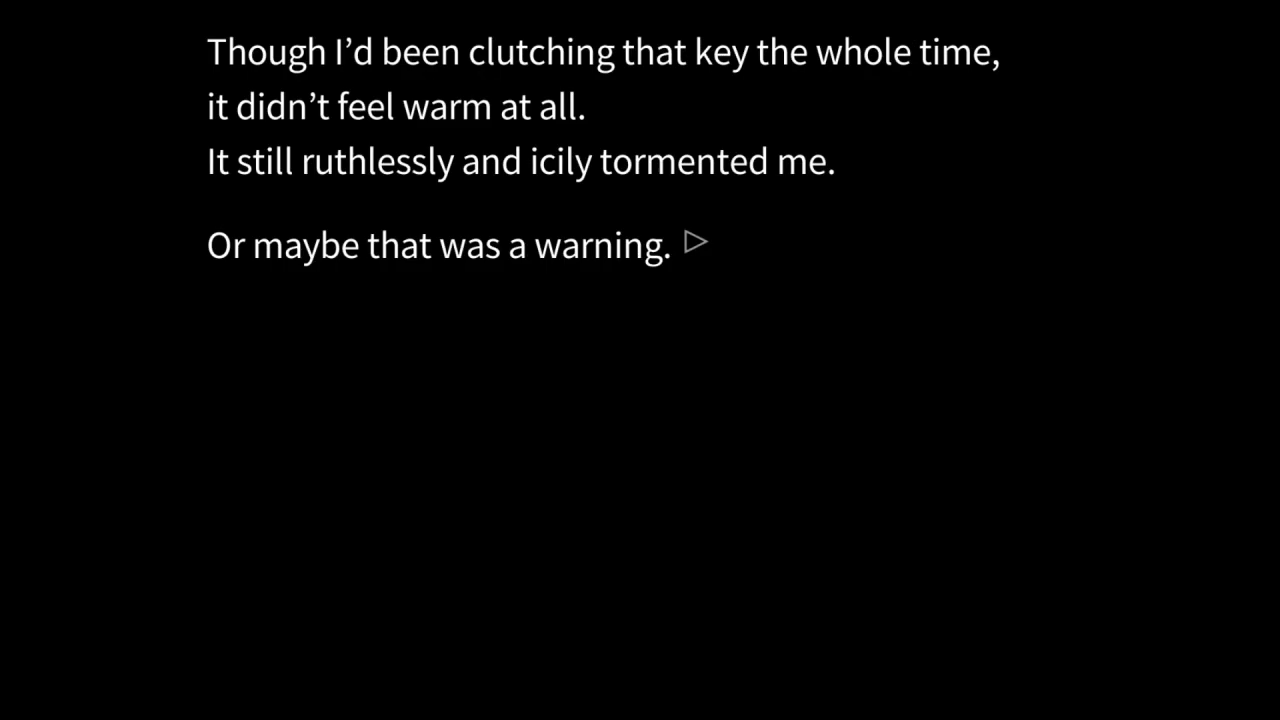 Though I’d been clutching that key the whole time,
it didn’t feel warm at all.
It still ruthlessly and icily tormented me.
Or maybe that was a warning.